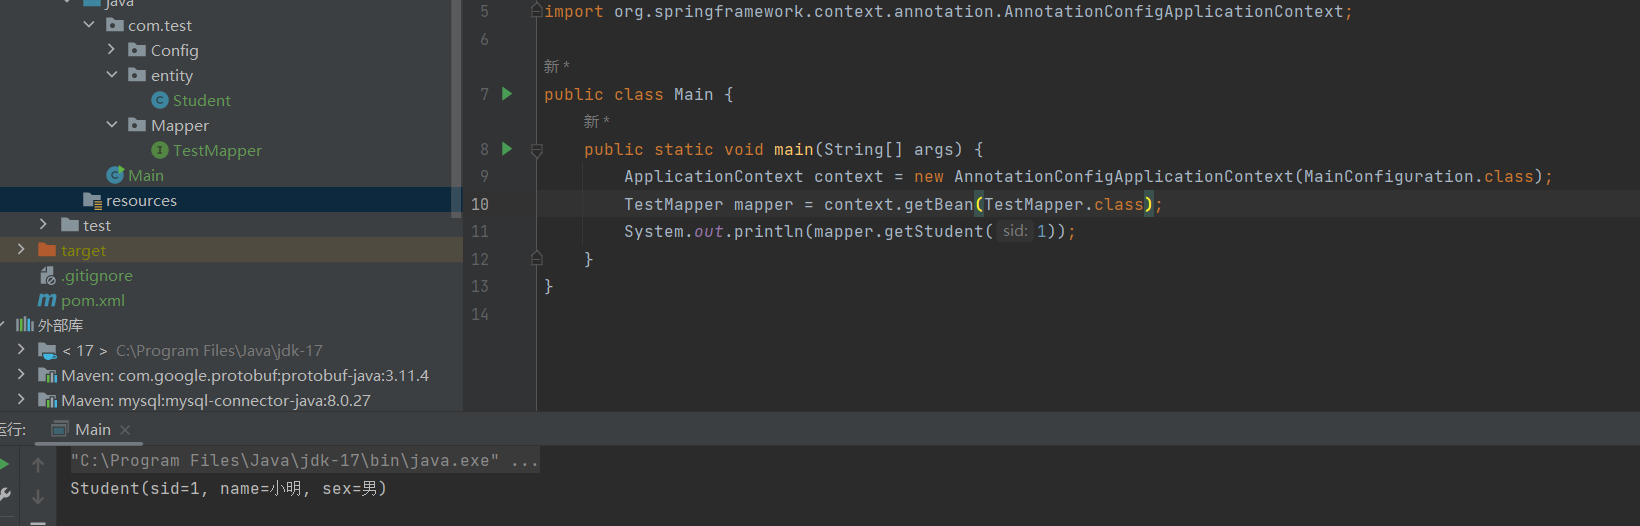 java
com.test
Config
entity
Student
Mapper
TestMapper
Main
resources
test
target
.gitignore
pom.xml
外部库
< 17 > C:\Program Files\Java\jdk-17
Maven: com.google.protobuf:protobuf-java:3.11.4
Maven: mysql:mysql-connector-java:8.0.27
5 import org.springframework.context.annotation.AnnotationConfigApplicationContext;
6
新 *
7 public class Main {
新 *
8 public static void main(String[] args) {
9 ApplicationContext context = new AnnotationConfigApplicationContext(MainConfiguration.class);
10 TestMapper mapper = context.getBean(TestMapper.class);
11 System.out.println(mapper.getStudent( sid: 1));
12 }
13 }
14
运行: Main
"C:\Program Files\Java\jdk-17\bin\java.exe" ...
Student(sid=1, name=小明, sex=男)